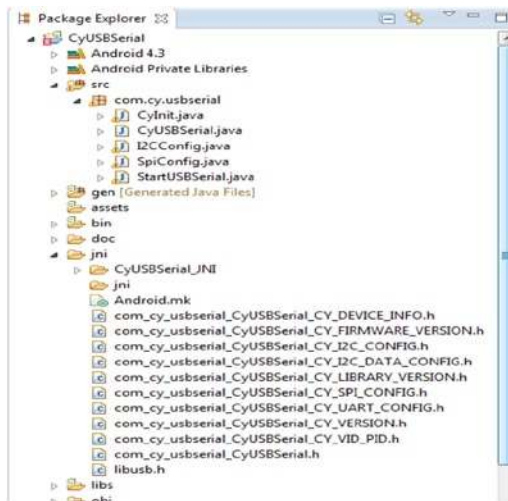 Package Explorer
CyUSBSerial
Android 4.3
Android Private Libraries
src
com.cy.usbserial
CyInit.java
CyUSBSerial.java
I2CConfig.java
SpiConfig.java
StartUSBSerial.java
gen [Generated Java Files]
assets
bin
doc
jni
CyUSBSerial_JNI
jni
Android.mk
com_cy_usbserial_CyUSBSerial_CY_DEVICE_INFO.h
com_cy_usbserial_CyUSBSerial_CY_FIRMWARE_VERSION.h
com_cy_usbserial_CyUSBSerial_CY_I2C_CONFIG.h
com_cy_usbserial_CyUSBSerial_CY_I2C_DATA_CONFIG.h
com_cy_usbserial_CyUSBSerial_CY_LIBRARY_VERSION.h
com_cy_usbserial_CyUSBSerial_CY_SPI_CONFIG.h
com_cy_usbserial_CyUSBSerial_CY_UART_CONFIG.h
com_cy_usbserial_CyUSBSerial_CY_VERSION.h
com_cy_usbserial_CyUSBSerial_CY_VID_PID.h
com_cy_usbserial_CyUSBSerial.h
libusb.h
libs